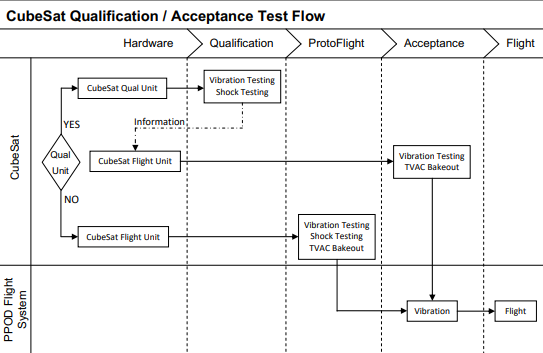 CubeSat Qualification / Acceptance Test Flow
Hardware
Qualification
ProtoFlight
Acceptance
Flight
CubeSat
CubeSat Qual Unit
Vibration Testing
Shock Testing
YES
Information
Qual
Unit
CubeSat Flight Unit
Vibration Testing
TVAC Bakeout
NO
CubeSat Flight Unit
Vibration Testing
Shock Testing
TVAC Bakeout
PPOD Flight
System
Vibration
Flight